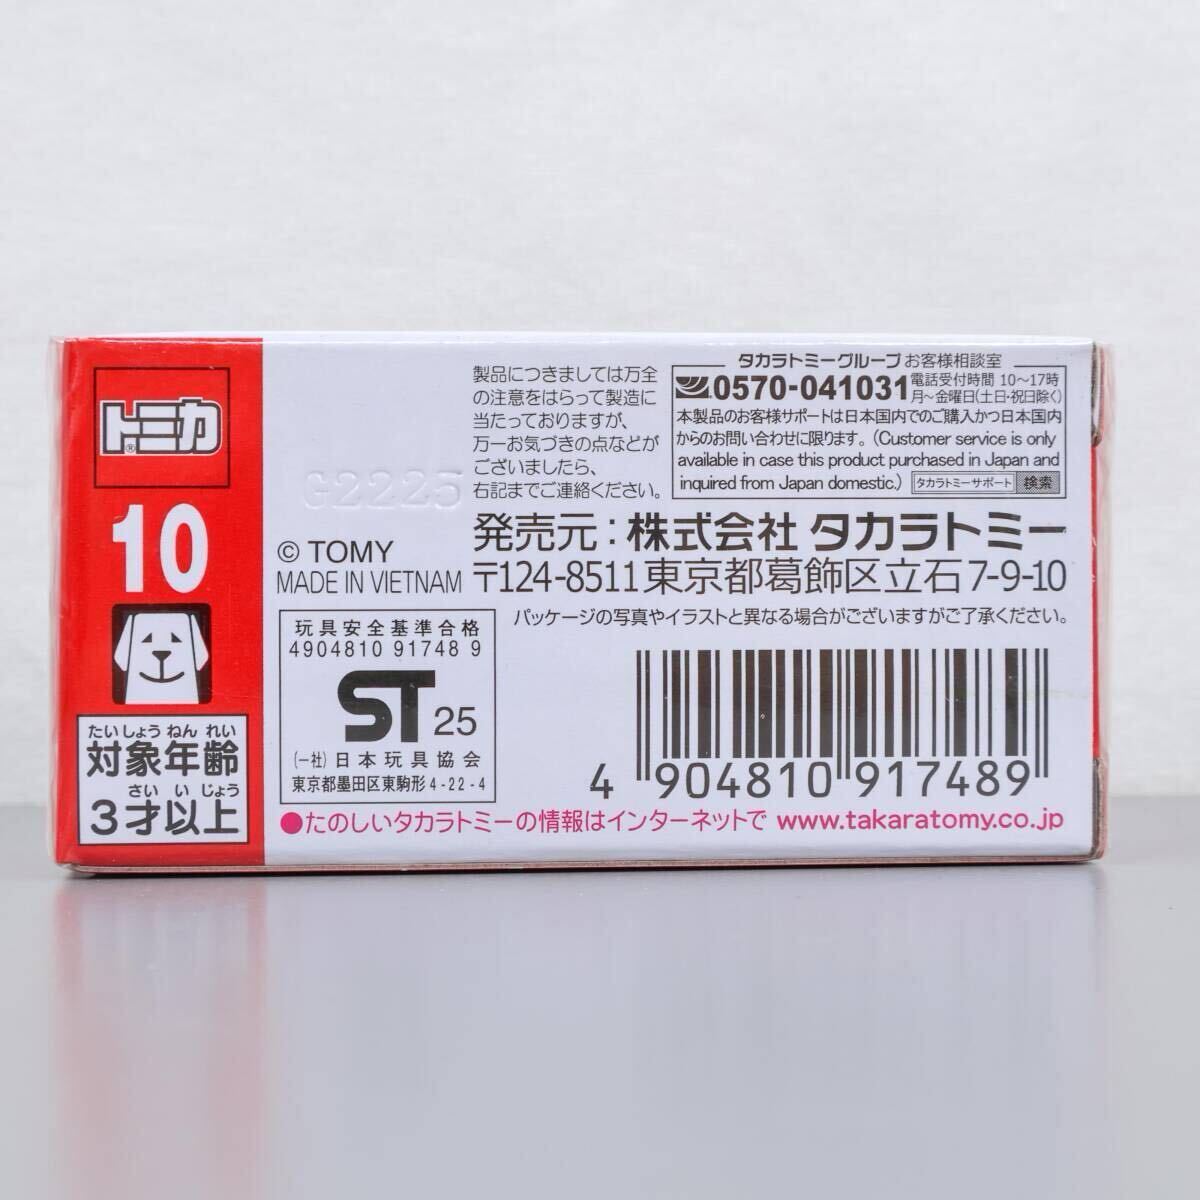 トミカ®
10
たいしょう ねん れい
対象年齢
さい い じょう
3才以上
製品につきましては万全
の注意をはらって製造に
当たっておりますが、
万一お気づきの点などが
ございましたら、
右記までご連絡ください。
タカラトミーグループ お客様相談室
0570-041031
電話受付時間 10～17時
月～金曜日(土日・祝日除く)
本製品のお客様サポートは日本国内でのご購入かつ日本国内
からのお問い合わせに限ります。(Customer service is only
available in case this product purchased in Japan and
inquired from Japan domestic.)
タカラトミーサポート 検索
G2225
© TOMY
MADE IN VIETNAM
発売元：株式会社 タカラトミー
〒124-8511 東京都葛飾区立石7-9-10
パッケージの写真やイラストと異なる場合がございますがご了承ください。
玩具安全基準合格
4904810 91748 9
ST 25
(一社) 日本玩具協会
東京都墨田区東駒形4-22-4
4 904810 917489
●たのしいタカラトミーの情報はインターネットで www.takaratomy.co.jp